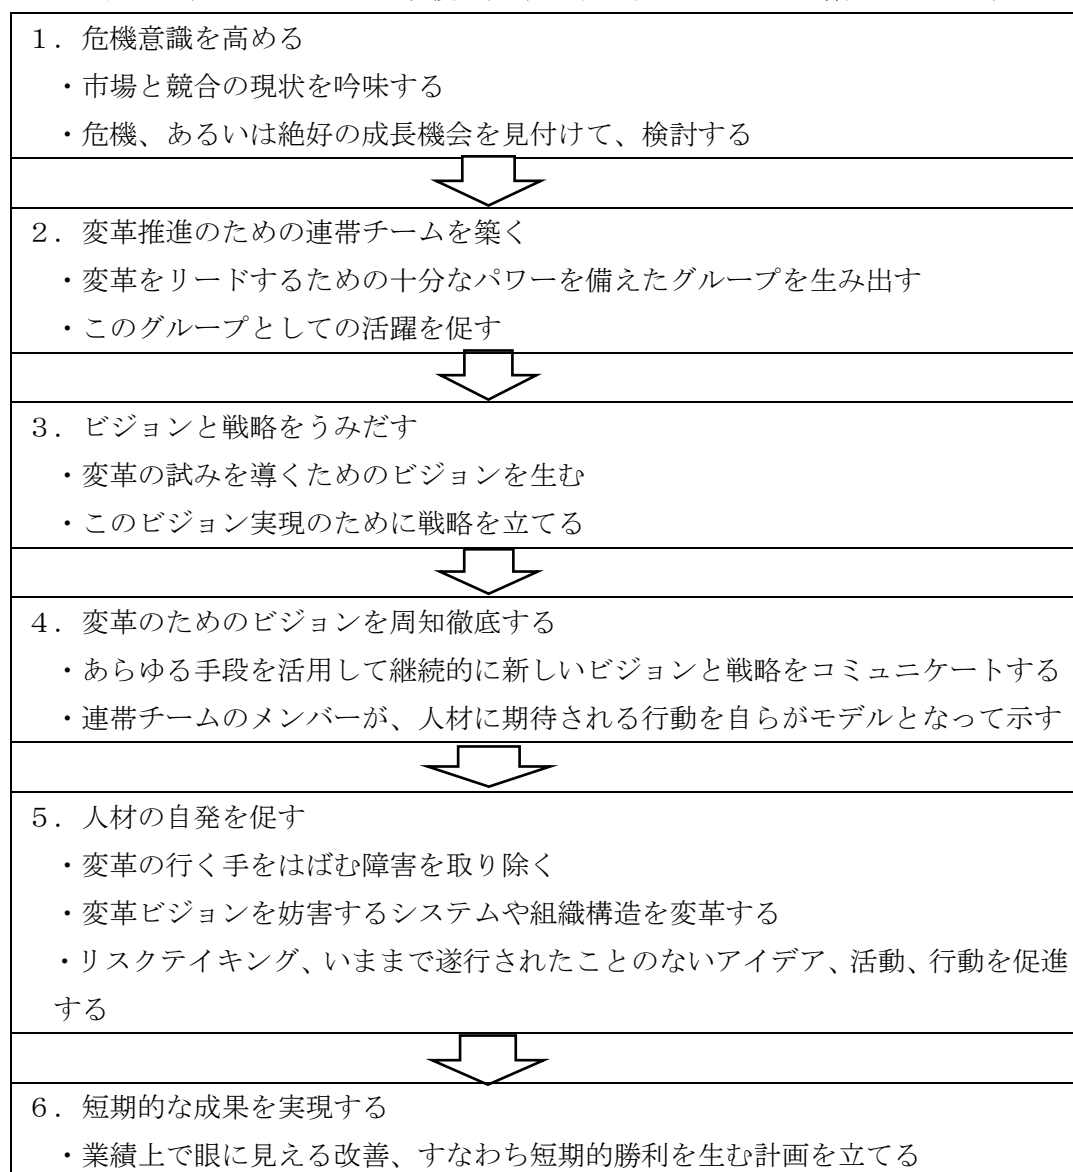 １．危機意識を高める
・市場と競合の現状を吟味する
・危機、あるいは絶好の成長機会を見付けて、検討する
２．変革推進のための連帯チームを築く
・変革をリードするための十分なパワーを備えたグループを生み出す
・このグループとしての活躍を促す
３．ビジョンと戦略をうみだす
・変革の試みを導くためのビジョンを生む
・このビジョン実現のために戦略を立てる
４．変革のためのビジョンを周知徹底する
・あらゆる手段を活用して継続的に新しいビジョンと戦略をコミュニケートする
・連帯チームのメンバーが、人材に期待される行動を自らがモデルとなって示す
５．人材の自発を促す
・変革の行く手をはばむ障害を取り除く
・変革ビジョンを妨害するシステムや組織構造を変革する
・リスクテイキング、いままで遂行されたことのないアイデア、活動、行動を促進
する
６．短期的な成果を実現する
・業績上で眼に見える改善、すなわち短期的勝利を生む計画を立てる